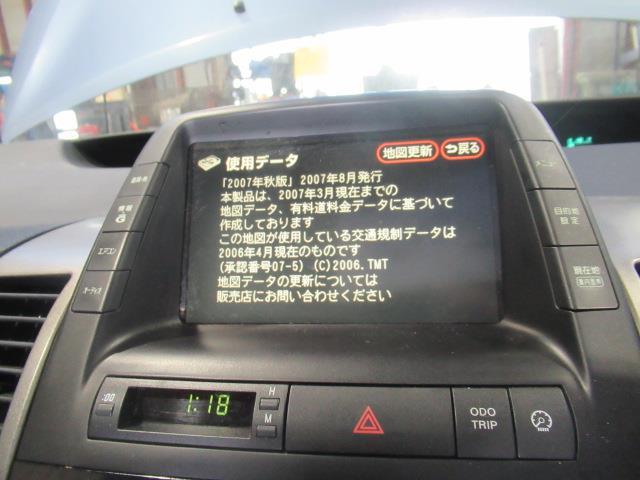 使用データ 地図更新 戻る
「2007年秋版」2007年8月発行
本製品は、2007年3月現在までの
地図データ、有料道料金データに基づいて
作成しております
この地図が使用している交通規制データは
2006年4月現在のものです
(承認番号07-5) (C)2006.TMT
地図データの更新については
販売店にお問い合わせください
情報
エアコン
オーディオ
メニュー
目的地
設定
現在地
:00
1:18
H
M
ODO
TRIP